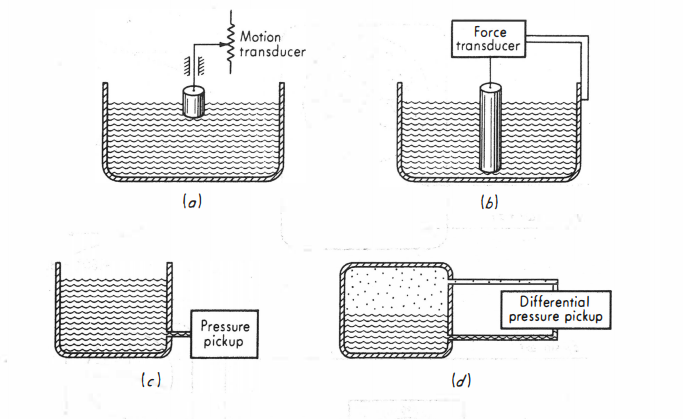 Motion
transducer
Force
transducer
(a)
(b)
Pressure
pickup
Differential
pressure pickup
(c)
(d)